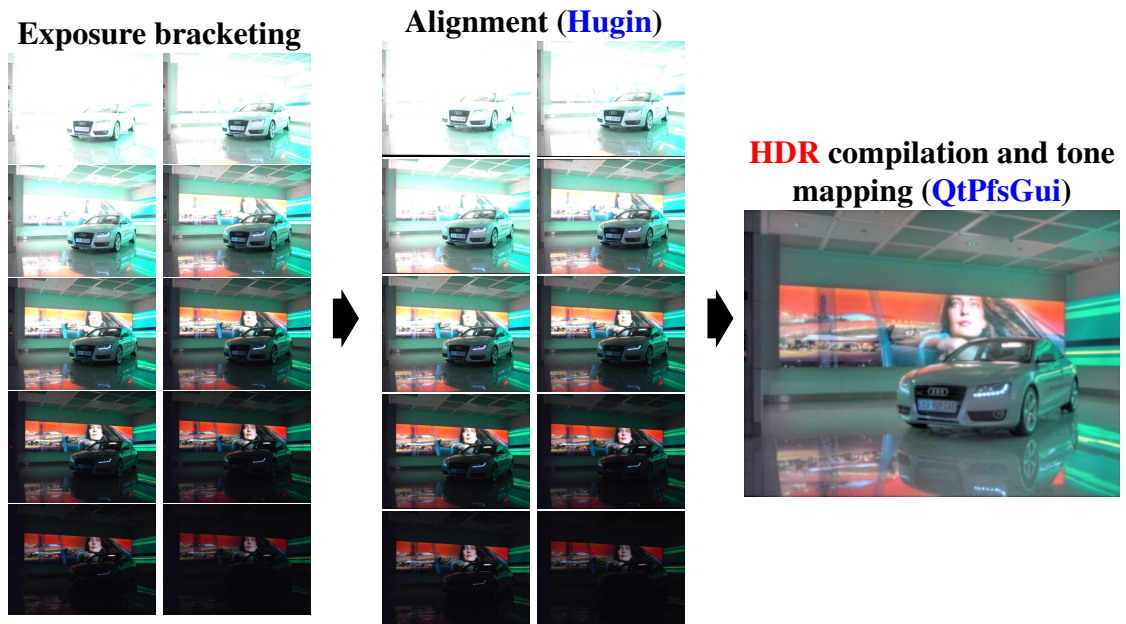 Exposure bracketing
Alignment (Hugin)
HDR compilation and tone
mapping (QtPfsGui)